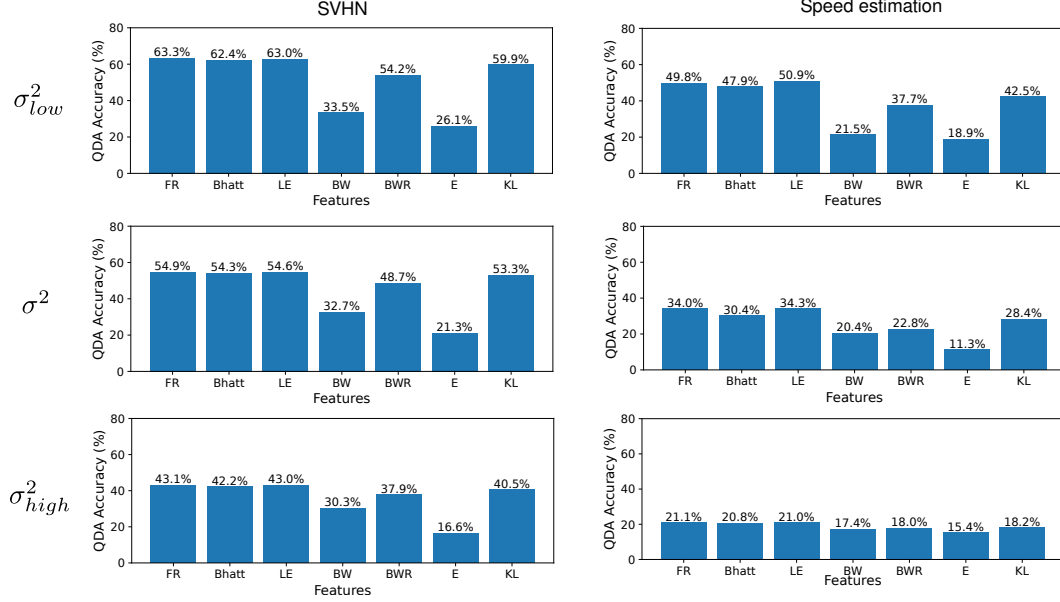 SVHN
Speed estimation
σ²low
QDA Accuracy (%)
80
60
40
20
0
63.3% 62.4% 63.0% 33.5% 54.2% 26.1% 59.9%
FR Bhatt LE BW BWR E KL
Features
QDA Accuracy (%)
80
60
40
20
0
49.8% 47.9% 50.9% 21.5% 37.7% 18.9% 42.5%
FR Bhatt LE BW BWR E KL
Features
σ²
QDA Accuracy (%)
80
60
40
20
0
54.9% 54.3% 54.6% 32.7% 48.7% 21.3% 53.3%
FR Bhatt LE BW BWR E KL
Features
QDA Accuracy (%)
80
60
40
20
0
34.0% 30.4% 34.3% 20.4% 22.8% 11.3% 28.4%
FR Bhatt LE BW BWR E KL
Features
σ²high
QDA Accuracy (%)
80
60
40
20
0
43.1% 42.2% 43.0% 30.3% 37.9% 16.6% 40.5%
FR Bhatt LE BW BWR E KL
Features
QDA Accuracy (%)
80
60
40
20
0
21.1% 20.8% 21.0% 17.4% 18.0% 15.4% 18.2%
FR Bhatt LE BW BWR E KL
Features